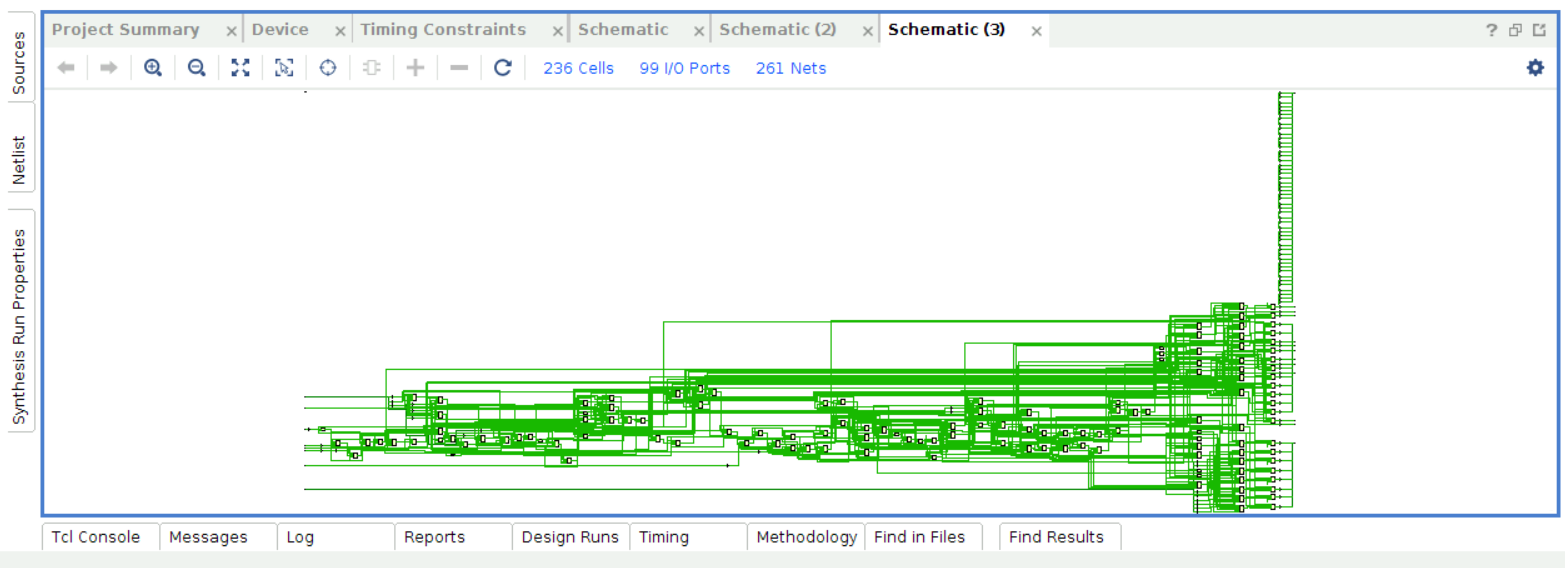 Project Summary × Device × Timing Constraints × Schematic × Schematic (2) × Schematic (3) ×
?
236 Cells 99 I/O Ports 261 Nets
Sources
Netlist
Synthesis Run Properties
Tcl Console Messages Log Reports Design Runs Timing Methodology Find in Files Find Results